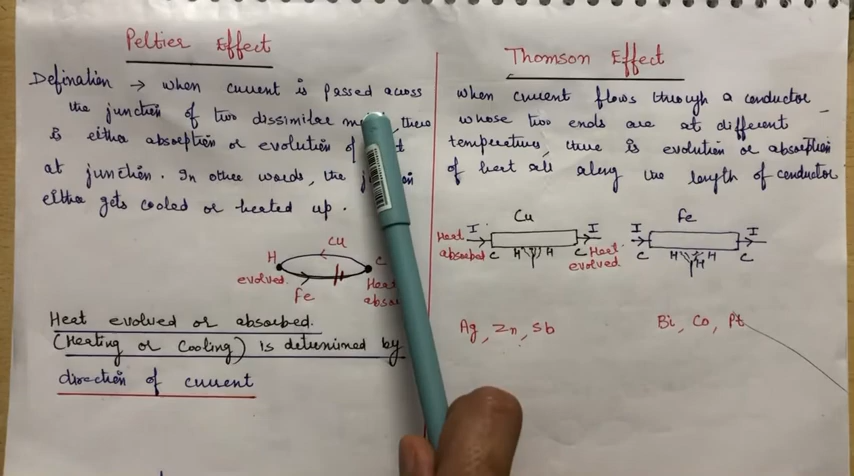 Peltier Effect
Defination → when current is passed across
the junction of two dissimilar there
is either absorption or evolution of
at junction. In other words, the
either gets cooled or heated up.
Cu
H
C
evolved
Fe
Heat
Heat evolved or absorbed.
(Heating or Cooling) is determined by
direction of current
Thomson Effect
when current flows through a conductor
whose two ends are at different
temperatures, there is evolution or absorption
of heat all along the length of conductor
Cu
I
I
Heat
absorbed
C
H
H
C
Heat
evolved
Fe
I
I
C
H
H
H
C
Ag, Zn, Sb
Bi, Co, Pt